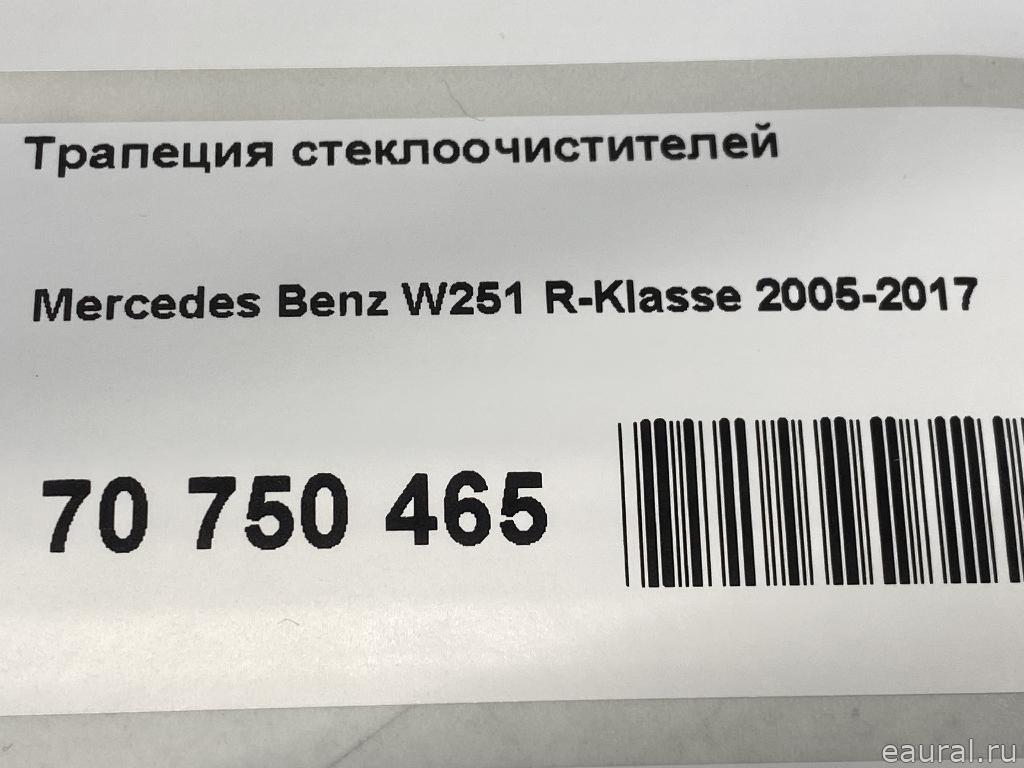 Трапеция стеклоочистителей
Mercedes Benz W251 R-Klasse 2005-2017
70 750 465
eaural.ru